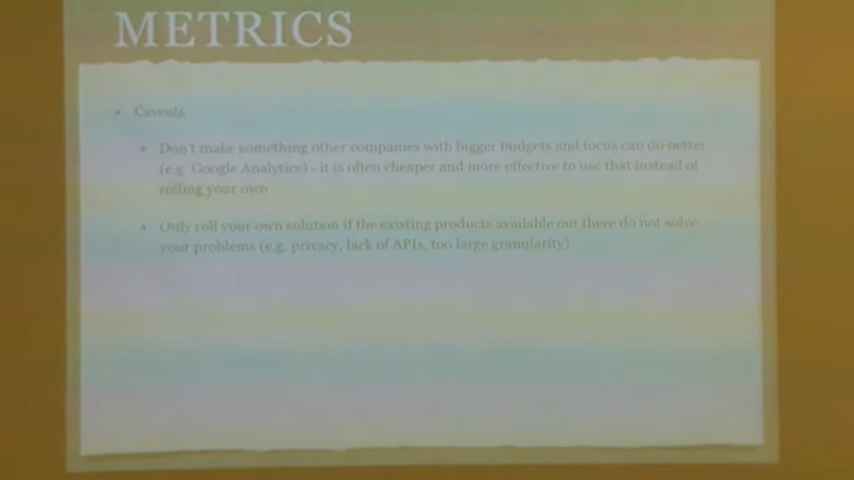 METRICS
Caveats
Don't make something other companies with bigger budgets and focus can do better
(e.g. Google Analytics) - it is often cheaper and more effective to use that instead of
rolling your own
Only roll your own solution if the existing products available out there do not solve
your problems (e.g. privacy, lack of APIs, too large granularity)